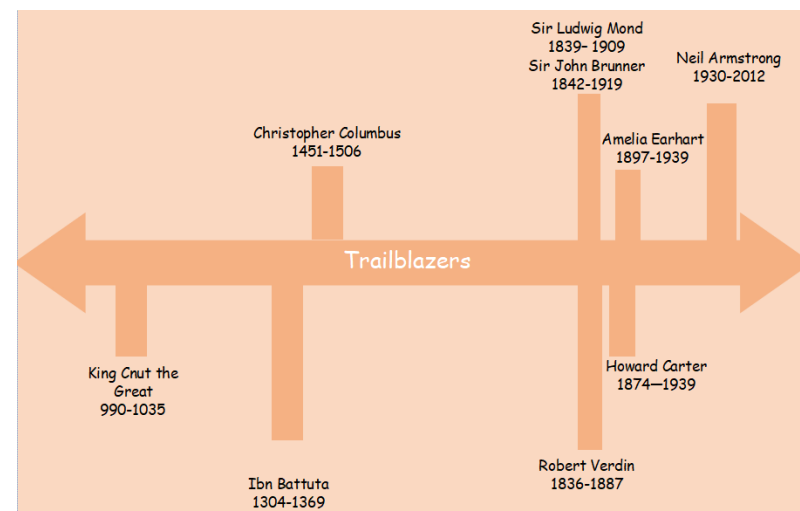 Sir Ludwig Mond
1839– 1909
Sir John Brunner
1842-1919
Neil Armstrong
1930-2012
Christopher Columbus
1451-1506
Amelia Earhart
1897-1939
Trailblazers
King Cnut the
Great
990-1035
Howard Carter
1874—1939
Ibn Battuta
1304-1369
Robert Verdin
1836-1887